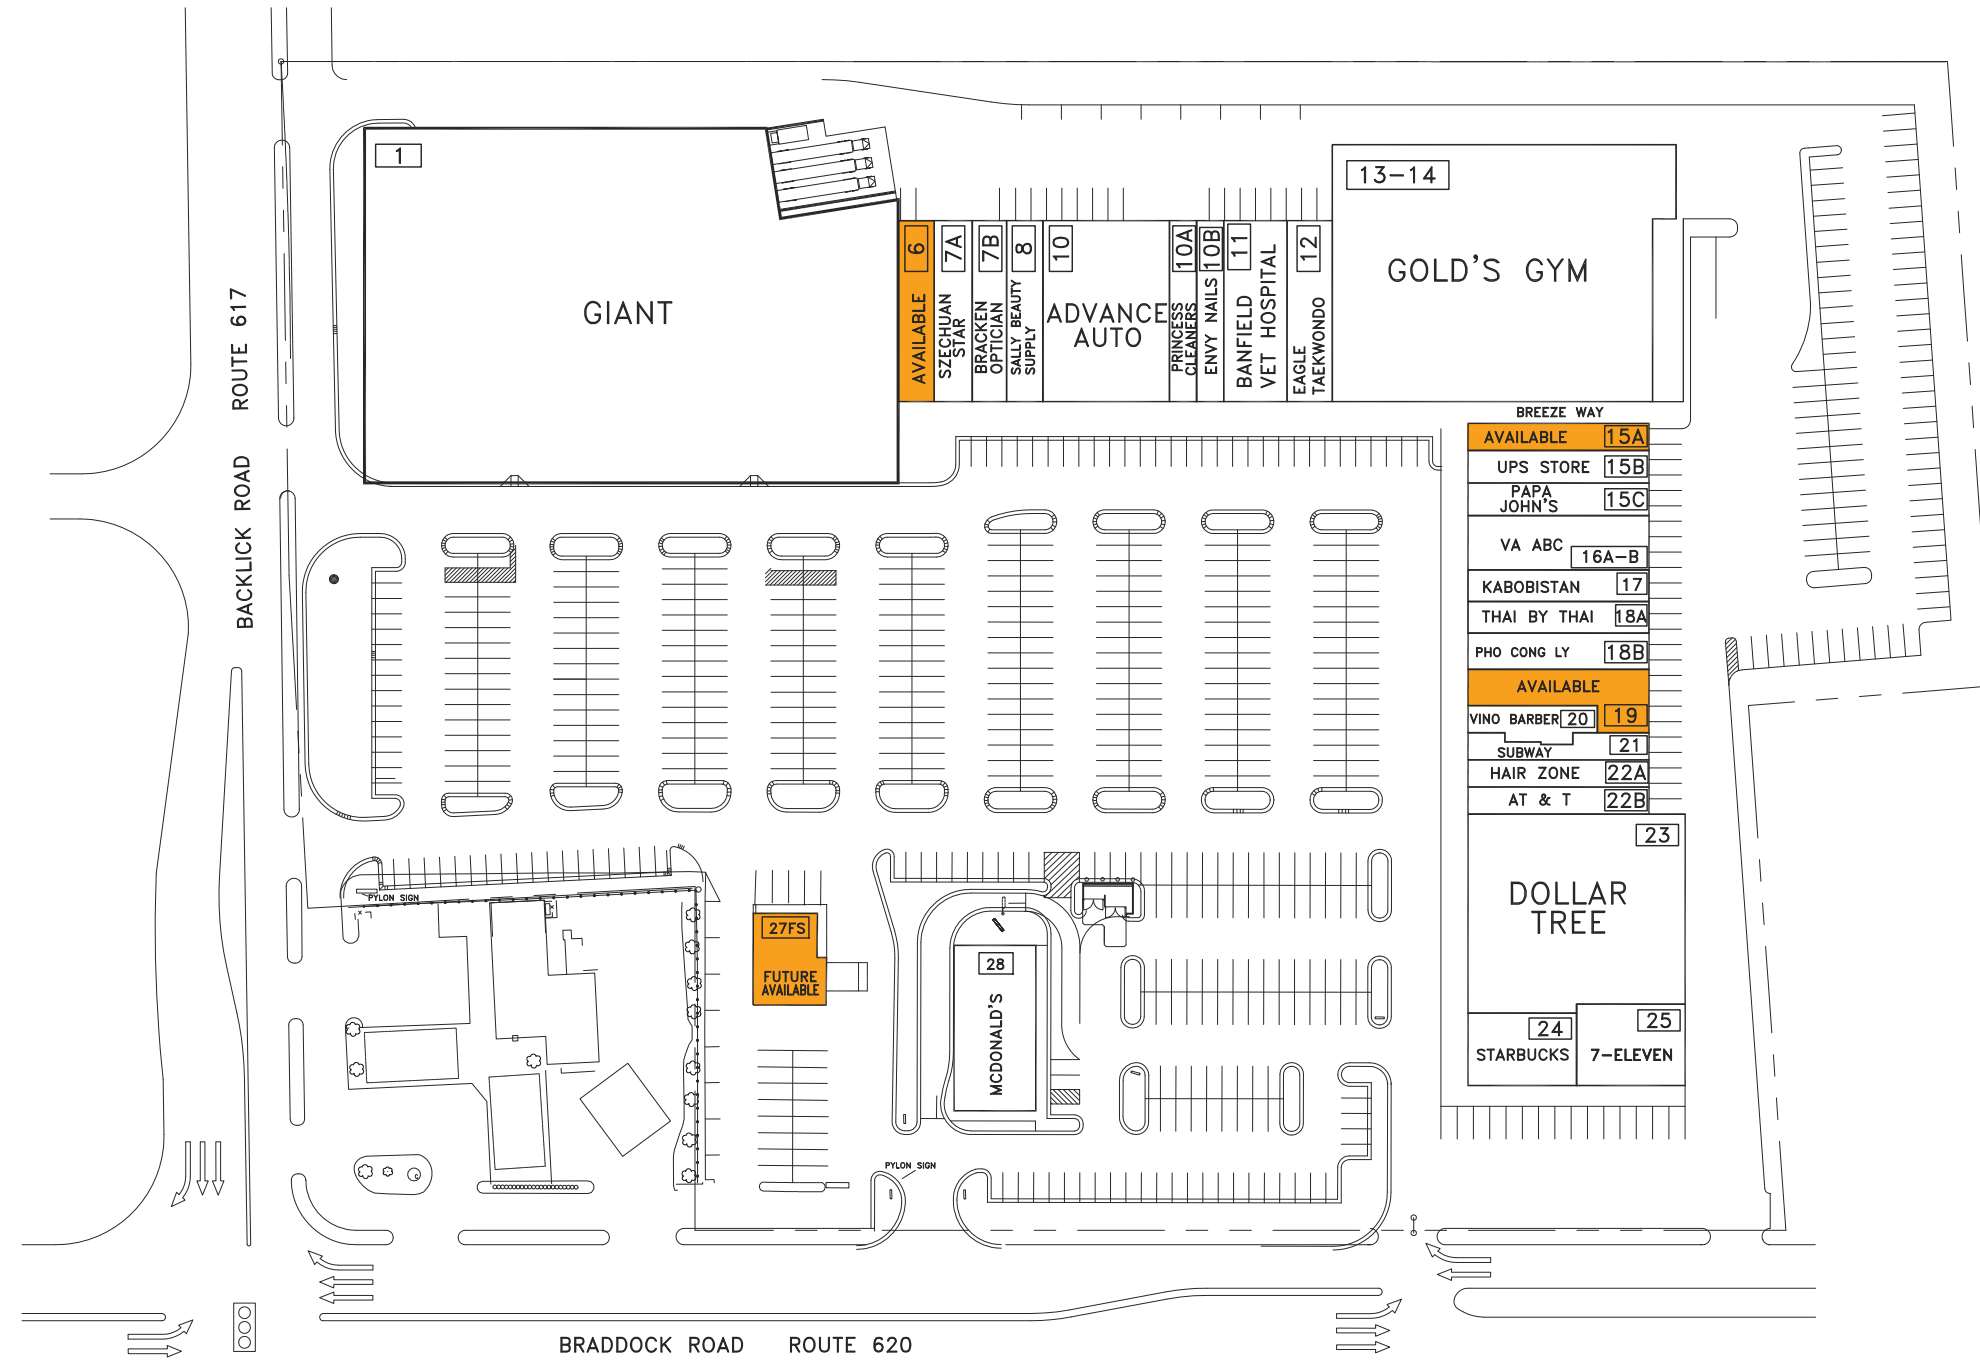 1
GIANT
6
AVAILABLE
7A
SZECHUAN
STAR
7B
BRACKEN
OPTICIAN
8
SALLY BEAUTY
SUPPLY
10
ADVANCE
AUTO
10A
PRINCESS
CLEANERS
10B
ENVY NAILS
11
BANFIELD
VET HOSPITAL
12
EAGLE
TAEKWONDO
13-14
GOLD'S GYM
BREEZE WAY
AVAILABLE 15A
UPS STORE 15B
PAPA
JOHN'S
15C
VA ABC
16A-B
KABOBISTAN 17
THAI BY THAI 18A
PHO CONG LY 18B
AVAILABLE
19
VINO BARBER 20
21
SUBWAY
HAIR ZONE 22A
AT & T 22B
23
DOLLAR
TREE
24
STARBUCKS
25
7-ELEVEN
BACKLICK ROAD ROUTE 617
PYLON SIGN
27FS
FUTURE
AVAILABLE
28
MCDONALD'S
PYLON SIGN
BRADDOCK ROAD ROUTE 620